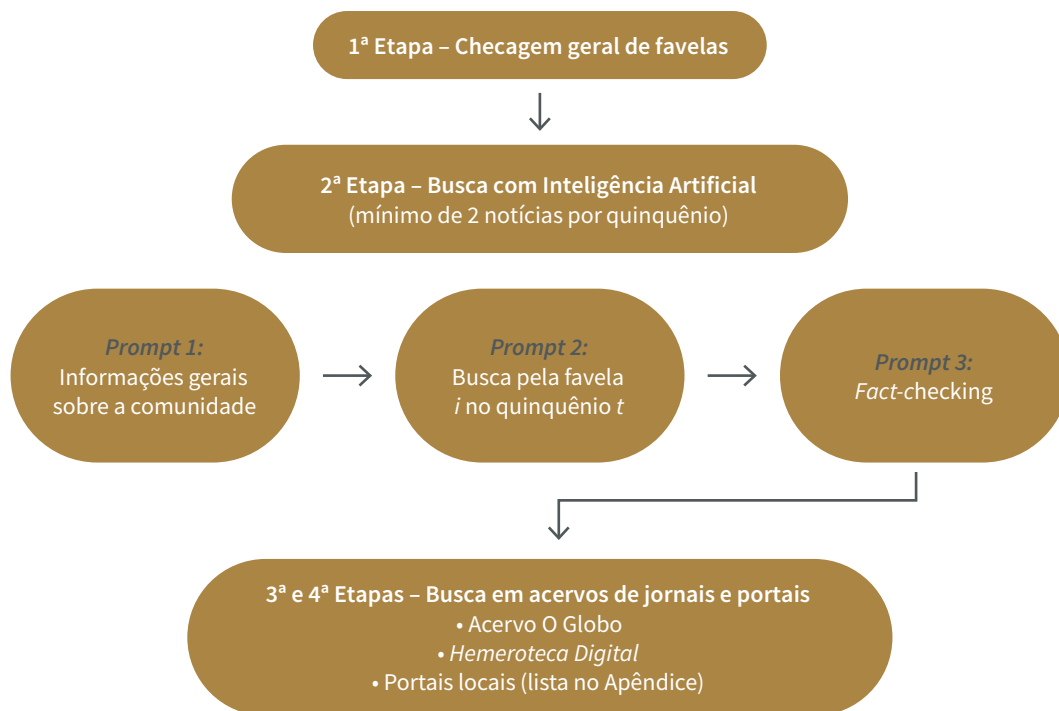 1ª Etapa – Checagem geral de favelas
2ª Etapa – Busca com Inteligência Artificial
(mínimo de 2 notícias por quinquênio)
Prompt 1:
Informações gerais
sobre a comunidade
Prompt 2:
Busca pela favela
i no quinquênio t
Prompt 3:
Fact-checking
3ª e 4ª Etapas – Busca em acervos de jornais e portais
• Acervo O Globo
• Hemeroteca Digital
• Portais locais (lista no Apêndice)